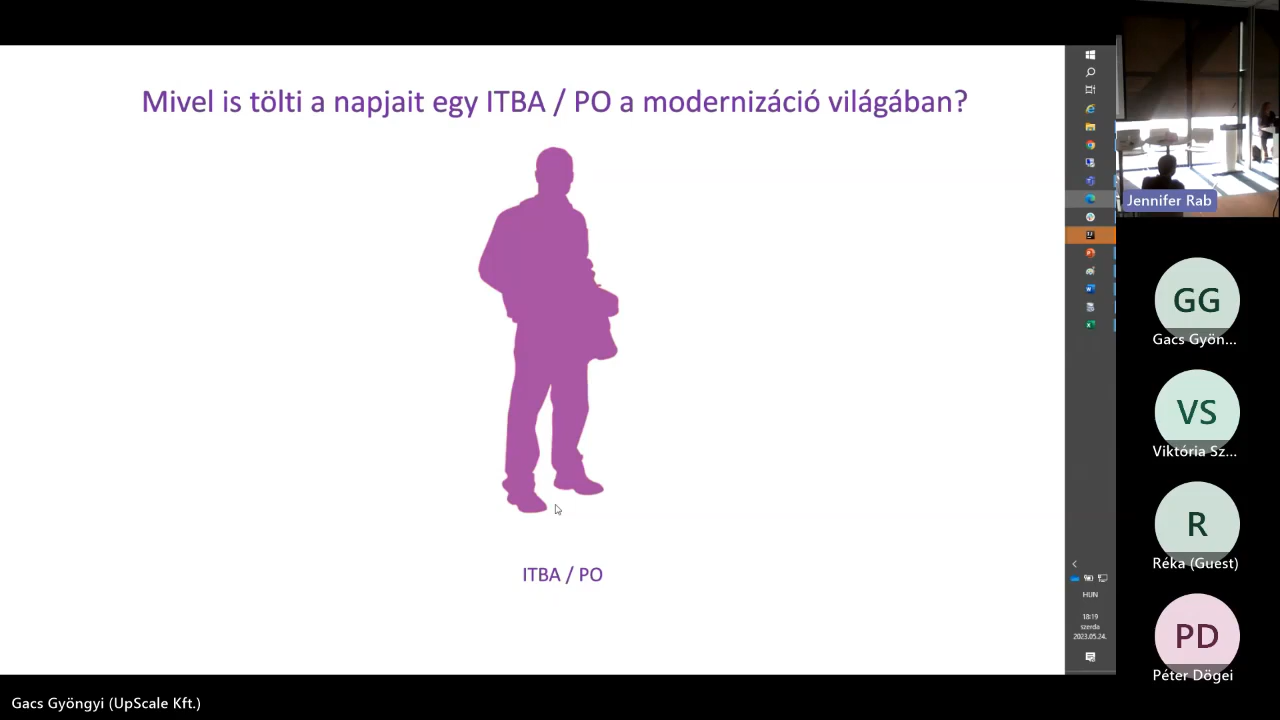 Mivel is tölti a napjait egy ITBA / PO a modernizáció világában?
ITBA / PO
HUN
18:19
szerda
2023.05.24.
Jennifer Rab
GG
Gacs Gyön...
VS
Viktória Sz...
R
Réka (Guest)
PD
Péter Dögei
Gacs Gyöngyi (UpScale Kft.)